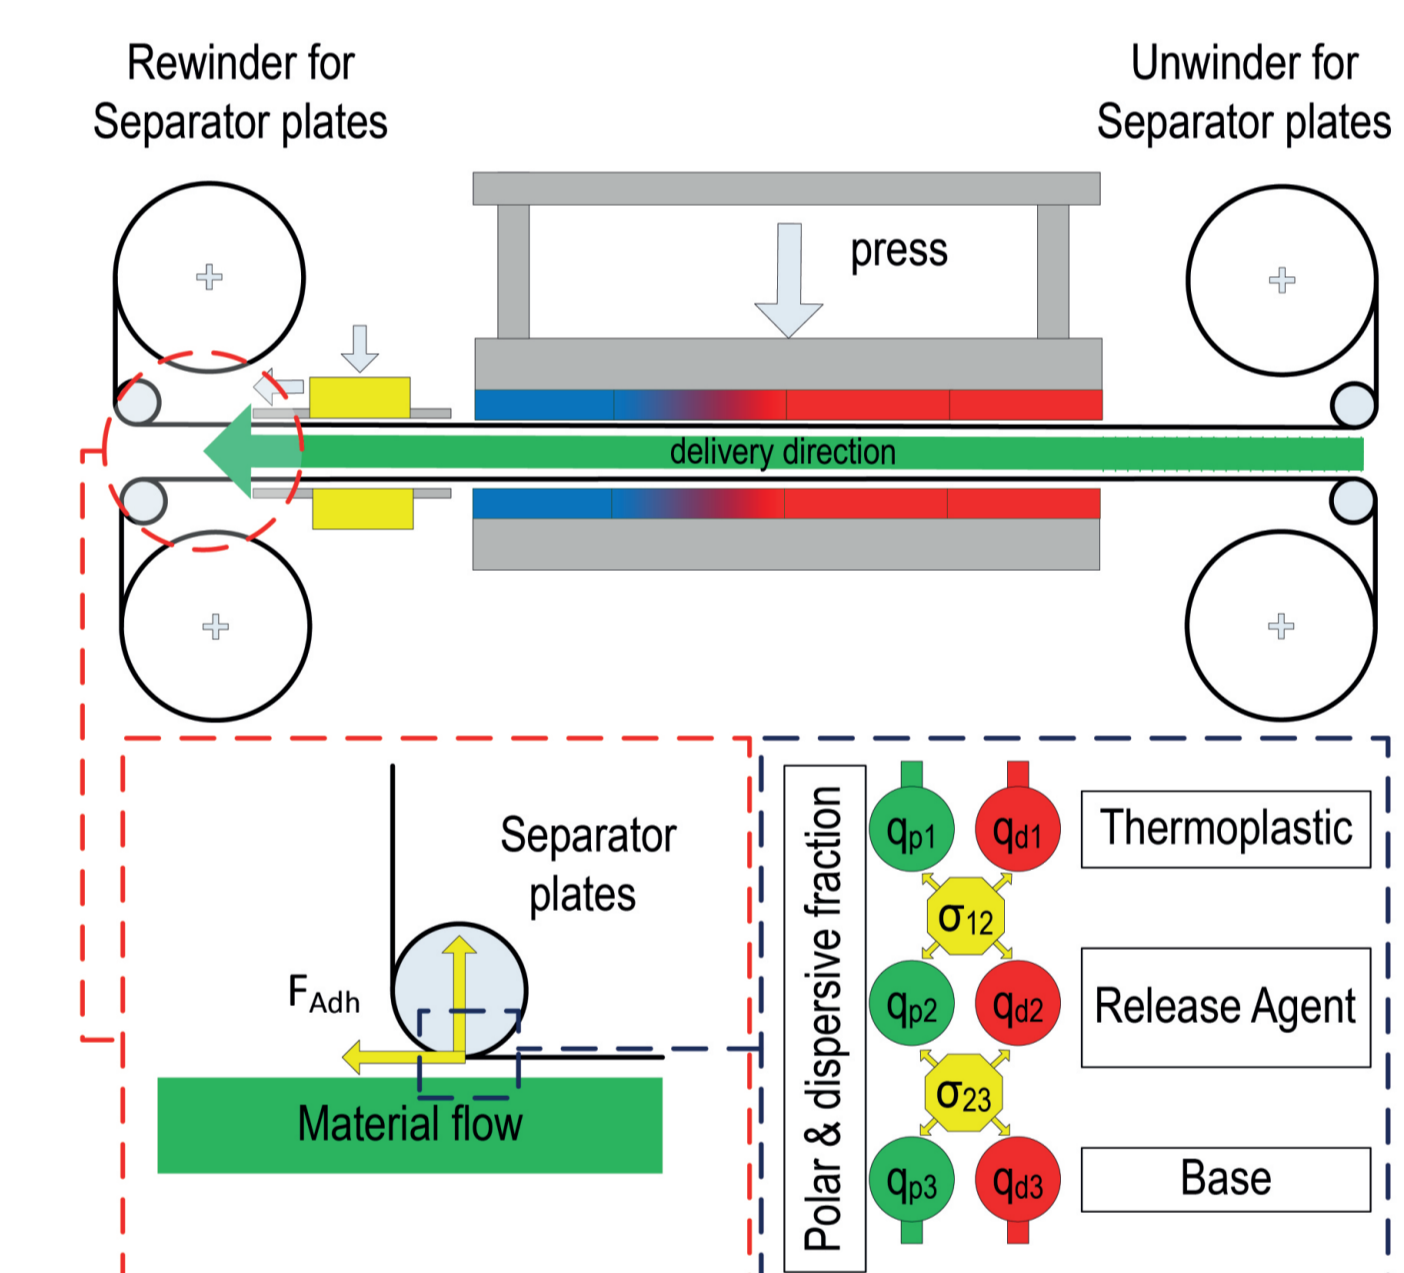 Rewinder for
Separator plates
Unwinder for
Separator plates
press
delivery direction
Separator
plates
FAdh
Material flow
Polar & dispersive fraction
qp1
qd1
Thermoplastic
σ12
qp2
qd2
Release Agent
σ23
qp3
qd3
Base